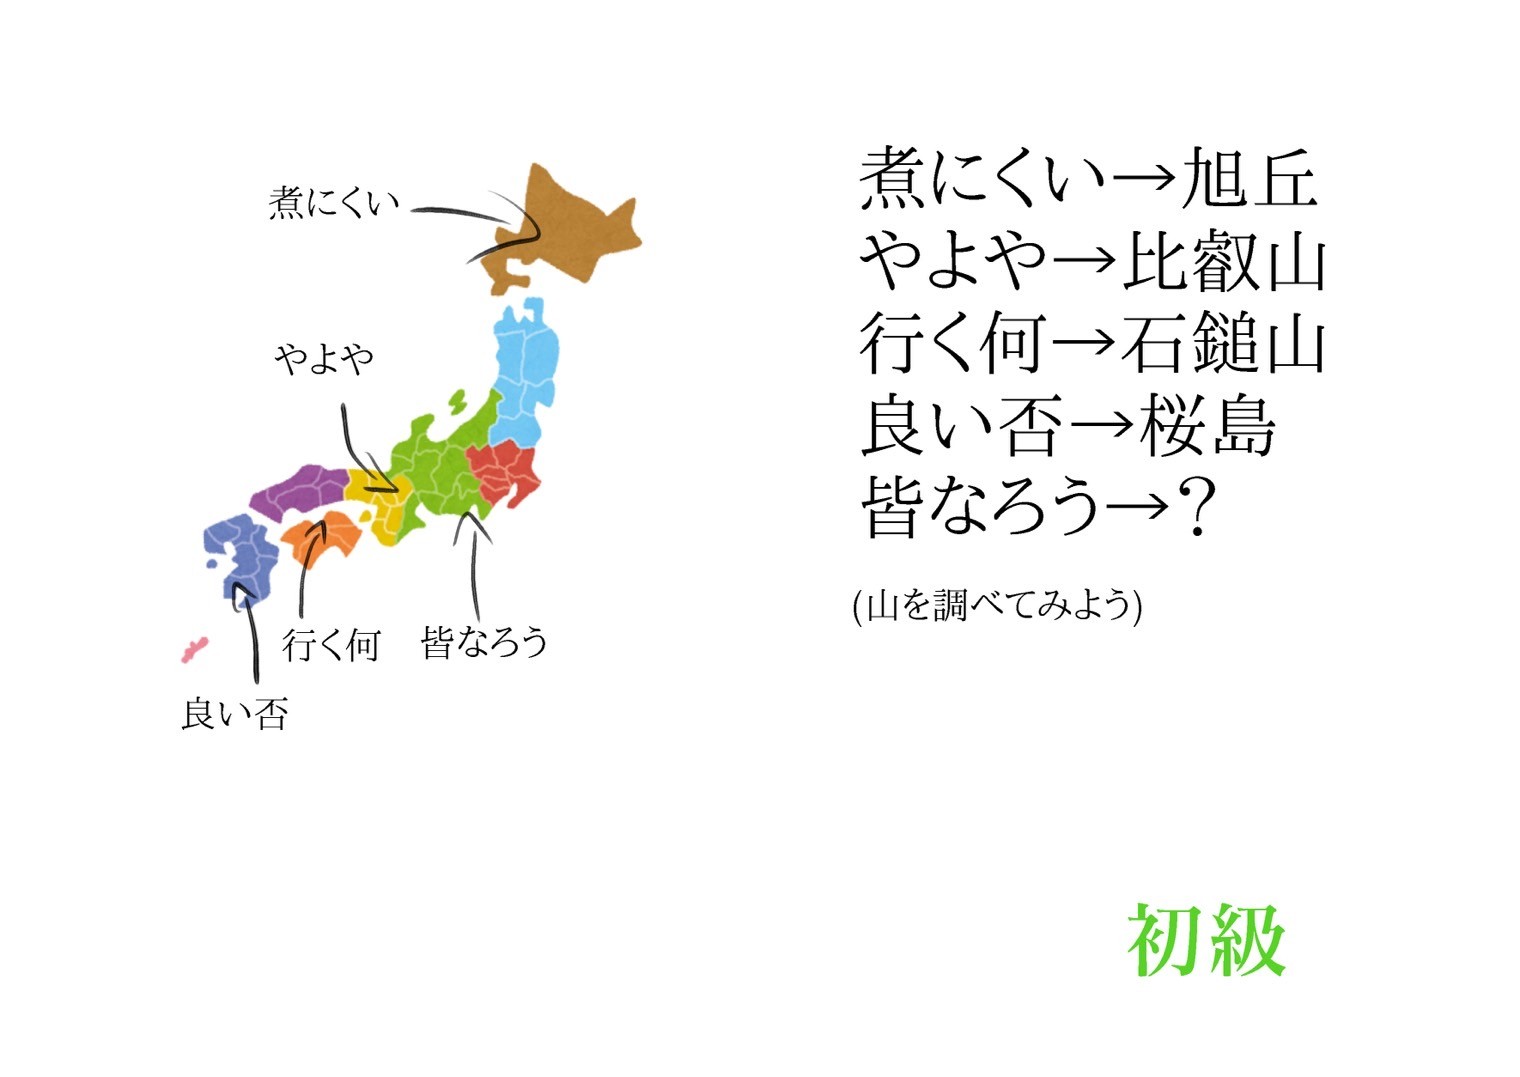 煮にくい
やよや
行く何
皆なろう
良い否
煮にくい→旭丘
やよや→比叡山
行く何→石鎚山
良い否→桜島
皆なろう→?
(山を調べてみよう)
初級